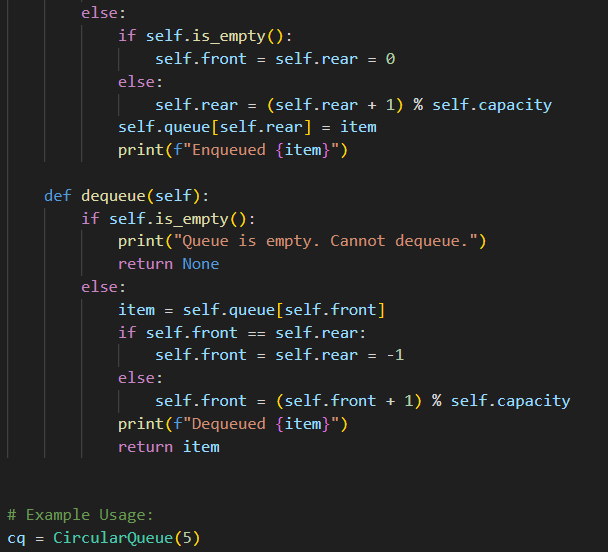 else:
            if self.is_empty():
                self.front = self.rear = 0
            else:
                self.rear = (self.rear + 1) % self.capacity
            self.queue[self.rear] = item
            print(f"Enqueued {item}")

    def dequeue(self):
        if self.is_empty():
            print("Queue is empty. Cannot dequeue.")
            return None
        else:
            item = self.queue[self.front]
            if self.front == self.rear:
                self.front = self.rear = -1
            else:
                self.front = (self.front + 1) % self.capacity
            print(f"Dequeued {item}")
            return item


# Example Usage:
cq = CircularQueue(5)